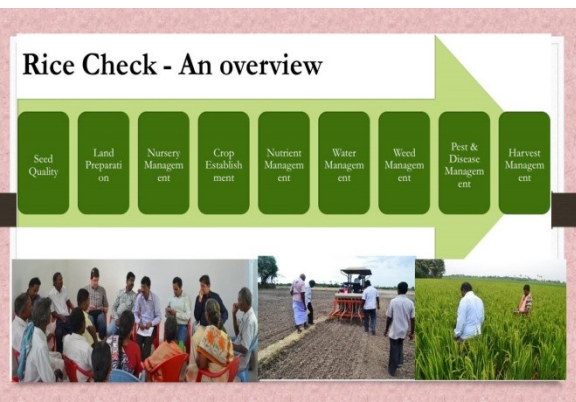 Rice Check - An overview
Seed
Quality
Land
Preparati
on
Nursery
Managem
ent
Crop
Establish
ment
Nutrient
Managem
ent
Water
Managem
ent
Weed
Managem
ent
Pest &
Disease
Managem
ent
Harvest
Managem
ent